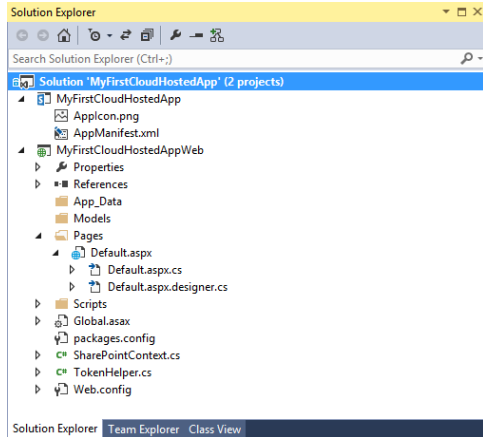 Solution Explorer
Search Solution Explorer (Ctrl+;)
Solution 'MyFirstCloudHostedApp' (2 projects)
MyFirstCloudHostedApp
AppIcon.png
AppManifest.xml
MyFirstCloudHostedAppWeb
Properties
References
App_Data
Models
Pages
Default.aspx
Default.aspx.cs
Default.aspx.designer.cs
Scripts
Global.asax
packages.config
C# SharePointContext.cs
C# TokenHelper.cs
Web.config
Solution Explorer Team Explorer Class View